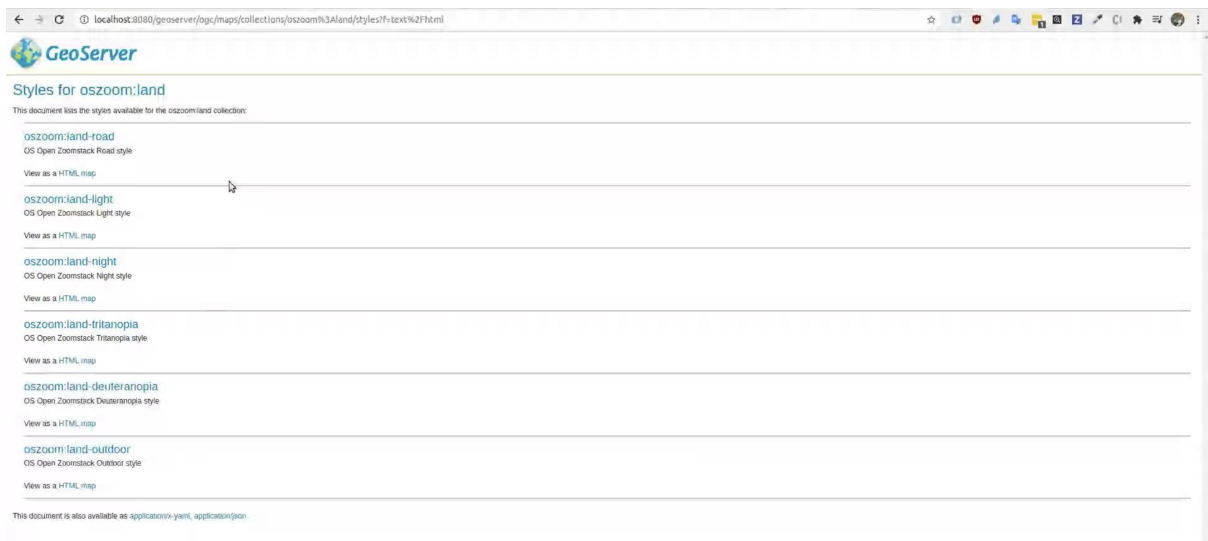 localhost:8080/geoserver/ogc/maps/collections/oszoom%3Aland/styles?f=text%2Fhtml
GeoServer
Styles for oszoom:land
This document lists the styles available for the oszoom:land collection:
oszoom:land-road
OS Open Zoomstack Road style
View as a HTML map
oszoom:land-light
OS Open Zoomstack Light style
View as a HTML map
oszoom:land-night
OS Open Zoomstack Night style
View as a HTML map
oszoom:land-tritanopia
OS Open Zoomstack Tritanopia style
View as a HTML map
oszoom:land-deuteranopia
OS Open Zoomstack Deuteranopia style
View as a HTML map
oszoom:land-outdoor
OS Open Zoomstack Outdoor style
View as a HTML map
This document is also available as application/x-yaml, application/json.